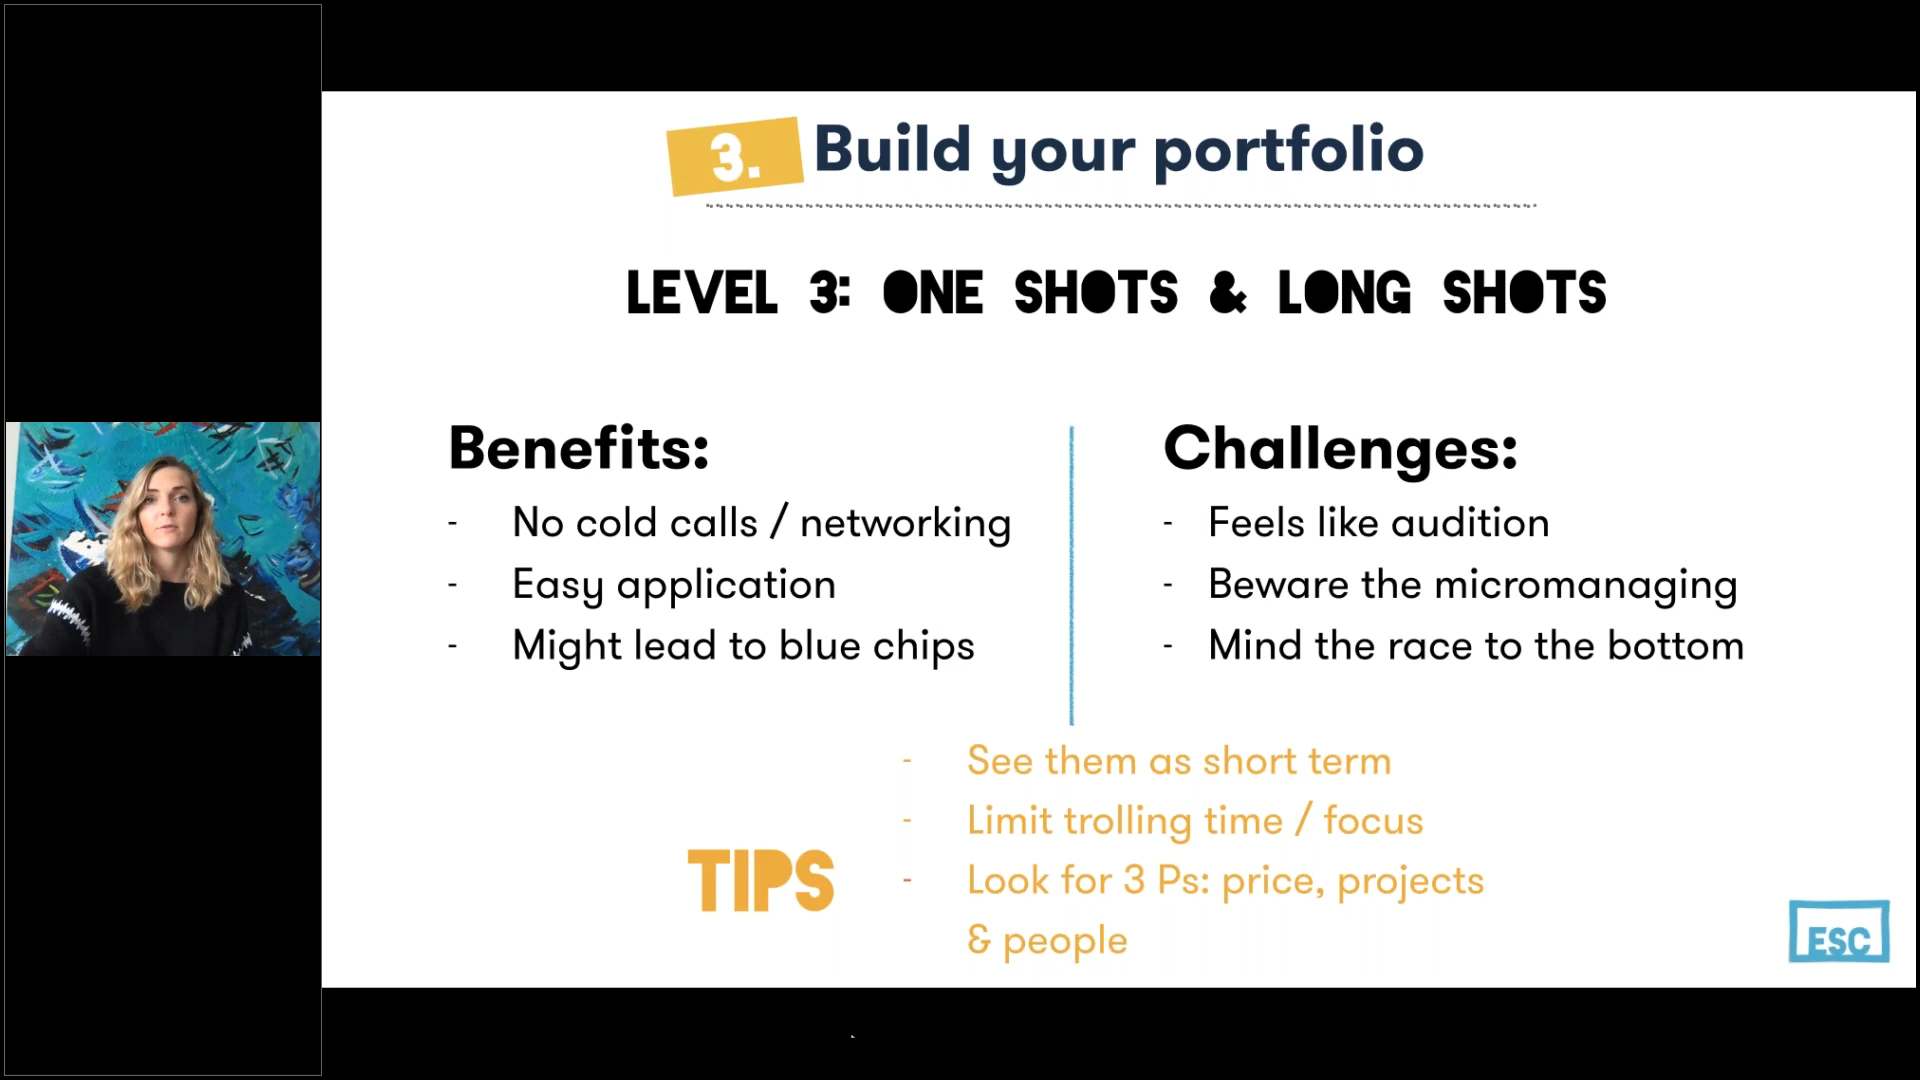 3. Build your portfolio
LEVEL 3: ONE SHOTS & LONG SHOTS
Benefits:
- No cold calls / networking
- Easy application
- Might lead to blue chips
Challenges:
- Feels like audition
- Beware the micromanaging
- Mind the race to the bottom
TIPS
- See them as short term
- Limit trolling time / focus
- Look for 3 Ps: price, projects
& people
ESC